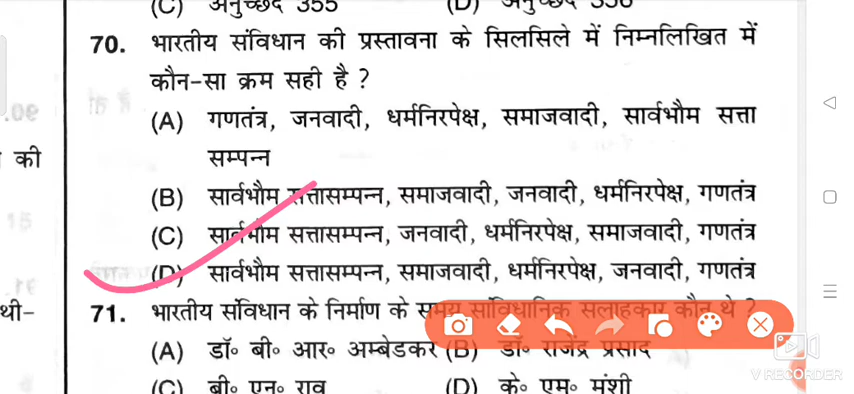 (C) अनुच्छेद 355 (D) अनुच्छेद 356
70. भारतीय संविधान की प्रस्तावना के सिलसिले में निम्नलिखित में
कौन-सा क्रम सही है ?
(A) गणतंत्र, जनवादी, धर्मनिरपेक्ष, समाजवादी, सार्वभौम सत्ता
सम्पन्न
की
(B) सार्वभौम सत्तासम्पन्न, समाजवादी, जनवादी, धर्मनिरपेक्ष, गणतंत्र
(C) सार्वभौम सत्तासम्पन्न, जनवादी, धर्मनिरपेक्ष, समाजवादी, गणतंत्र
(D) सार्वभौम सत्तासम्पन्न, समाजवादी, धर्मनिरपेक्ष, जनवादी, गणतंत्र
थी-
71. भारतीय संविधान के निर्माण के समय सांविधानिक सलाहकार कौन थे ?
(A) डॉ॰ बी॰ आर॰ अम्बेडकर (B) डॉ॰ राजेंद्र प्रसाद
(C) बी॰ एन॰ राव (D) के॰ एम॰ मुंशी
V RECORDER